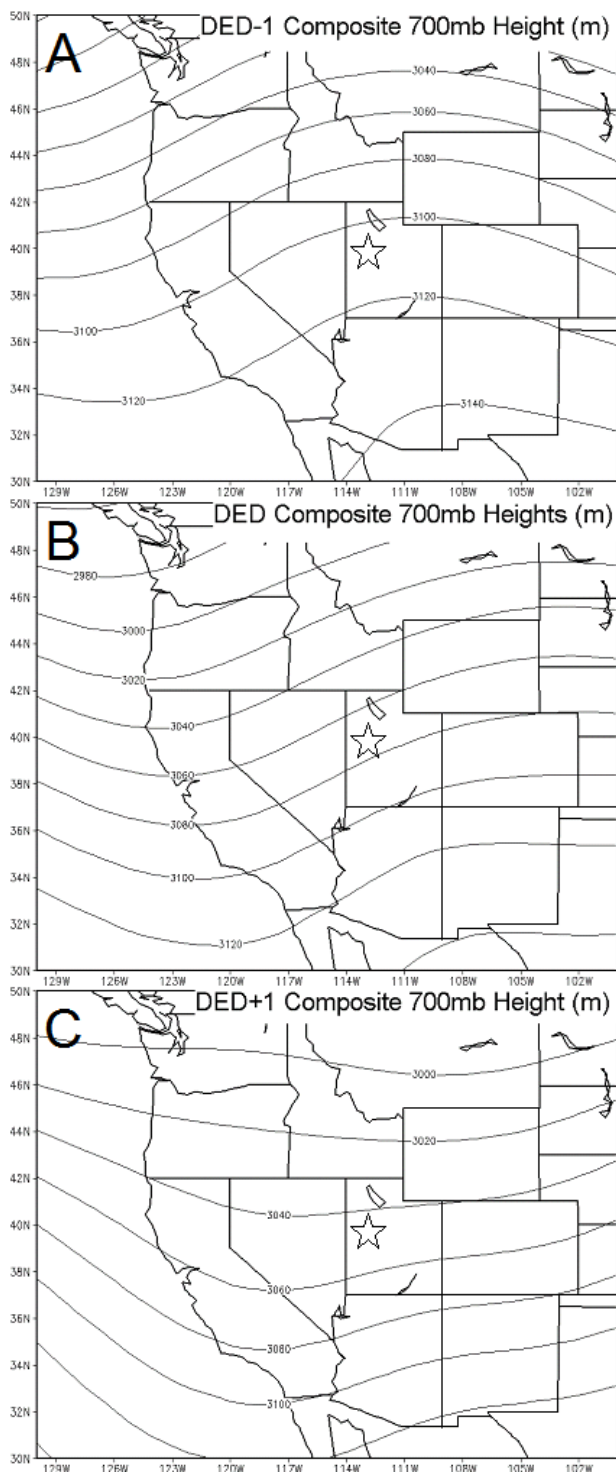 A
DED-1 Composite 700mb Height (m)
50N
48N
46N
44N
42N
40N
38N
36N
34N
32N
30N
3040
3060
3080
3100
3120
3100
3120
3140
129W 126W 123W 120W 117W 114W 111W 108W 105W 102W
B
DED Composite 700mb Heights (m)
50N
48N
46N
44N
42N
40N
38N
36N
34N
32N
30N
2980
3000
3020
3040
3060
3080
3100
3120
129W 126W 123W 120W 117W 114W 111W 108W 105W 102W
C
DED+1 Composite 700mb Height (m)
50N
48N
46N
44N
42N
40N
38N
36N
34N
32N
30N
3000
3020
3040
3060
3080
3100
129W 126W 123W 120W 117W 114W 111W 108W 105W 102W